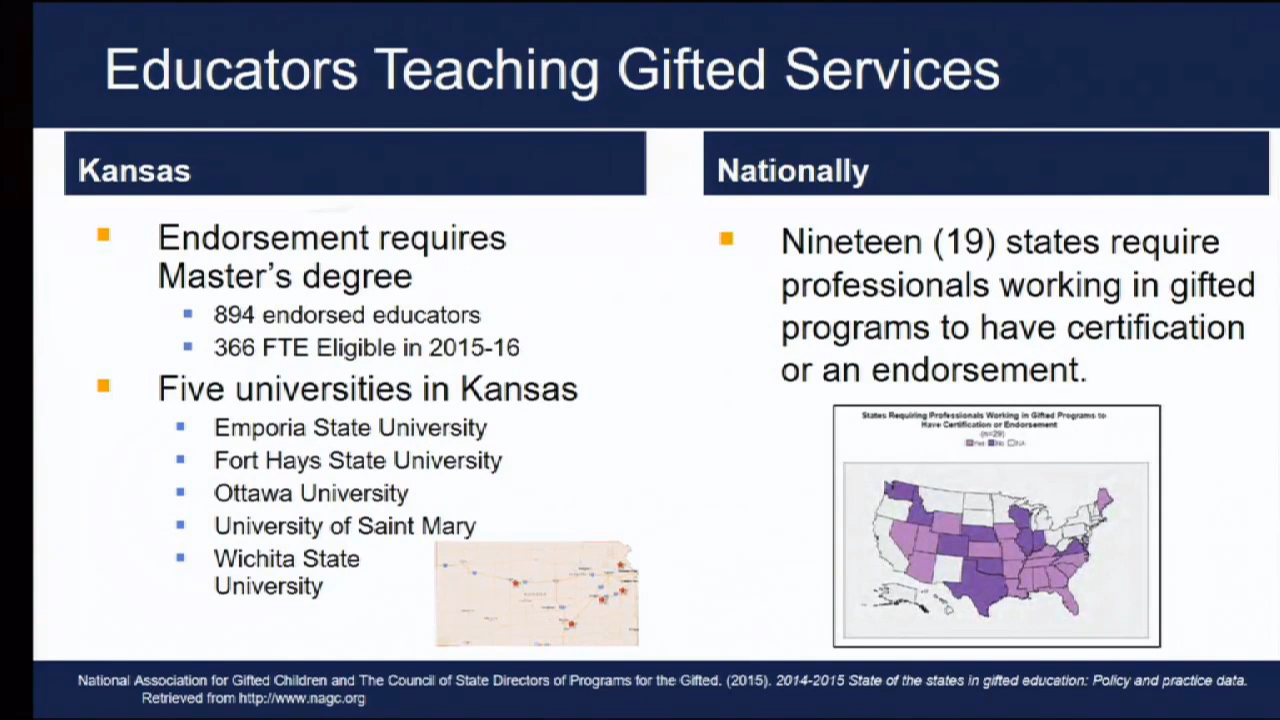 Educators Teaching Gifted Services
Kansas
Endorsement requires
Master's degree
894 endorsed educators
366 FTE Eligible in 2015-16
Five universities in Kansas
Emporia State University
Fort Hays State University
Ottawa University
University of Saint Mary
Wichita State
University
Nationally
Nineteen (19) states require
professionals working in gifted
programs to have certification
or an endorsement.
States Requiring Professionals Working in Gifted Programs to
Have Certification or Endorsement
(n=29)
Yes No NA
National Association for Gifted Children and The Council of State Directors of Programs for the Gifted. (2015). 2014-2015 State of the states in gifted education: Policy and practice data.
Retrieved from http://www.nagc.org